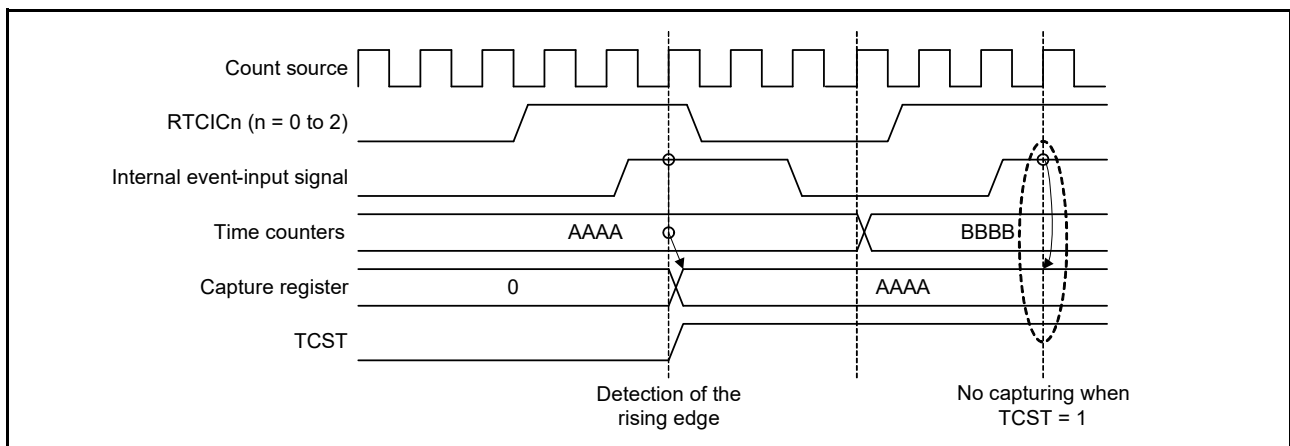 Count source
RTCICn (n = 0 to 2)
Internal event-input signal
Time counters
AAAA
BBBB
Capture register
0
AAAA
TCST
Detection of the
rising edge
No capturing when
TCST = 1